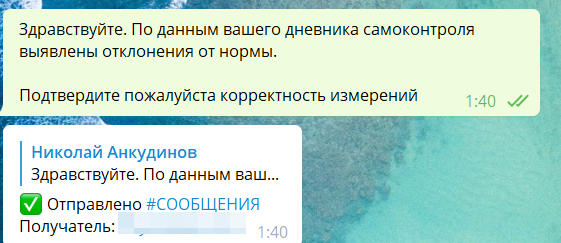 Здравствуйте. По данным вашего дневника самоконтроля
выявлены отклонения от нормы.
Подтвердите пожалуйста корректность измерений
1:40
Николай Анкудинов
Здравствуйте. По данным ваш...
✅ Отправлено #СООБЩЕНИЯ
Получатель:
1:40